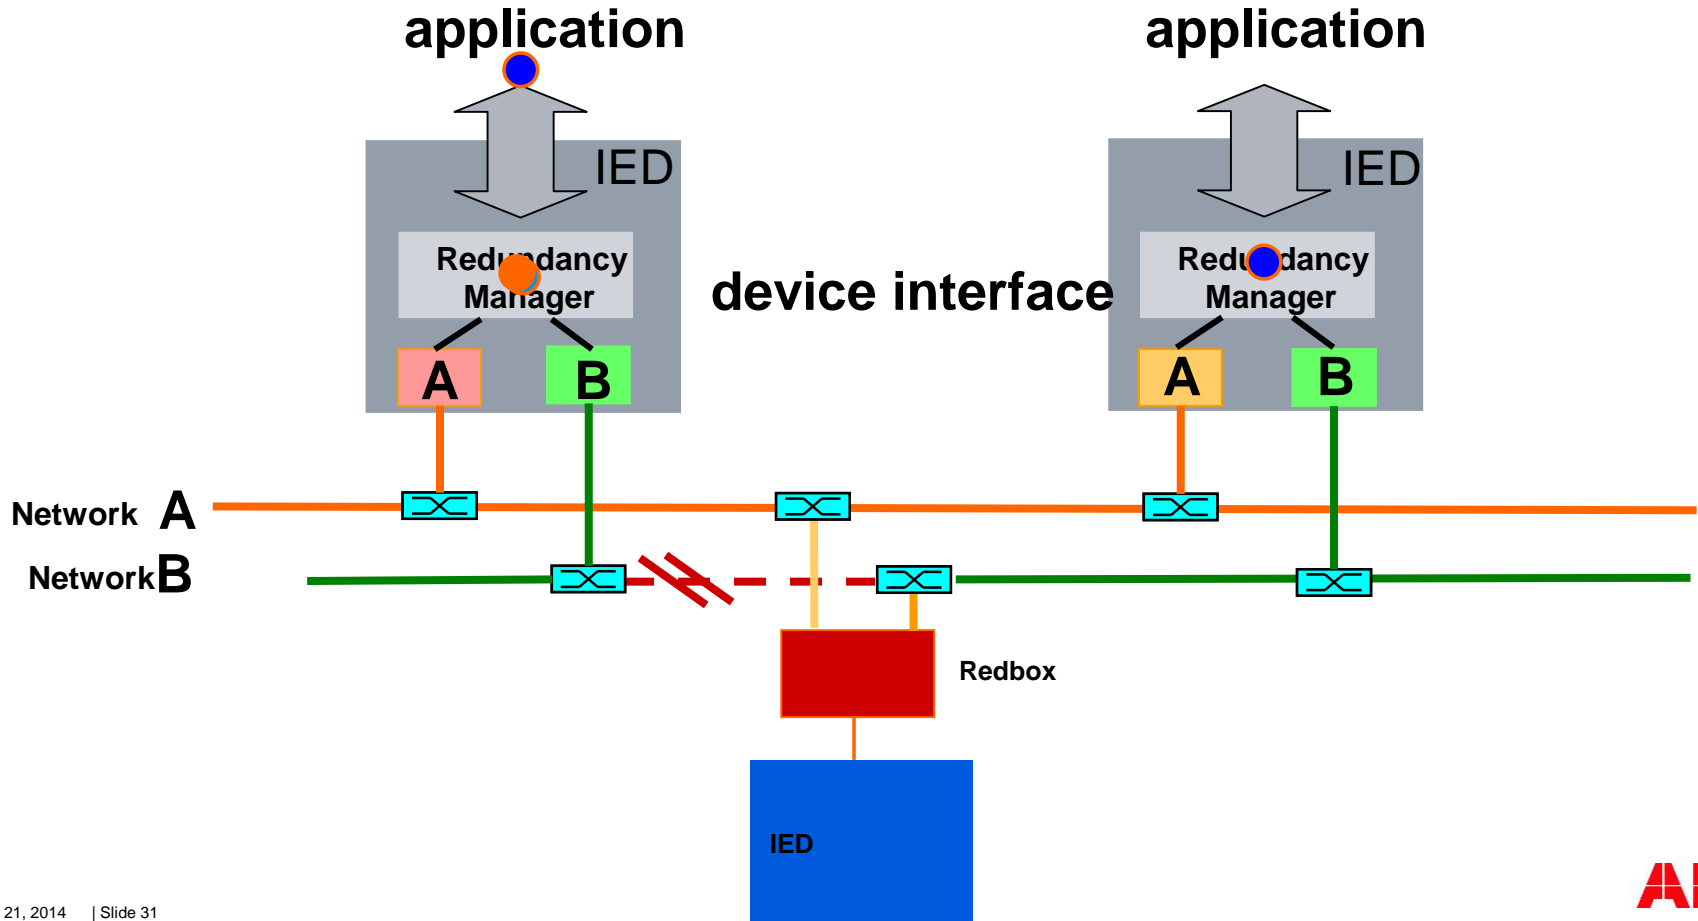 application
application
IED
IED
Redundancy
Manager
device interface
Redundancy
Manager
A
B
A
B
Network A
Network B
Redbox
IED
21, 2014 | Slide 31